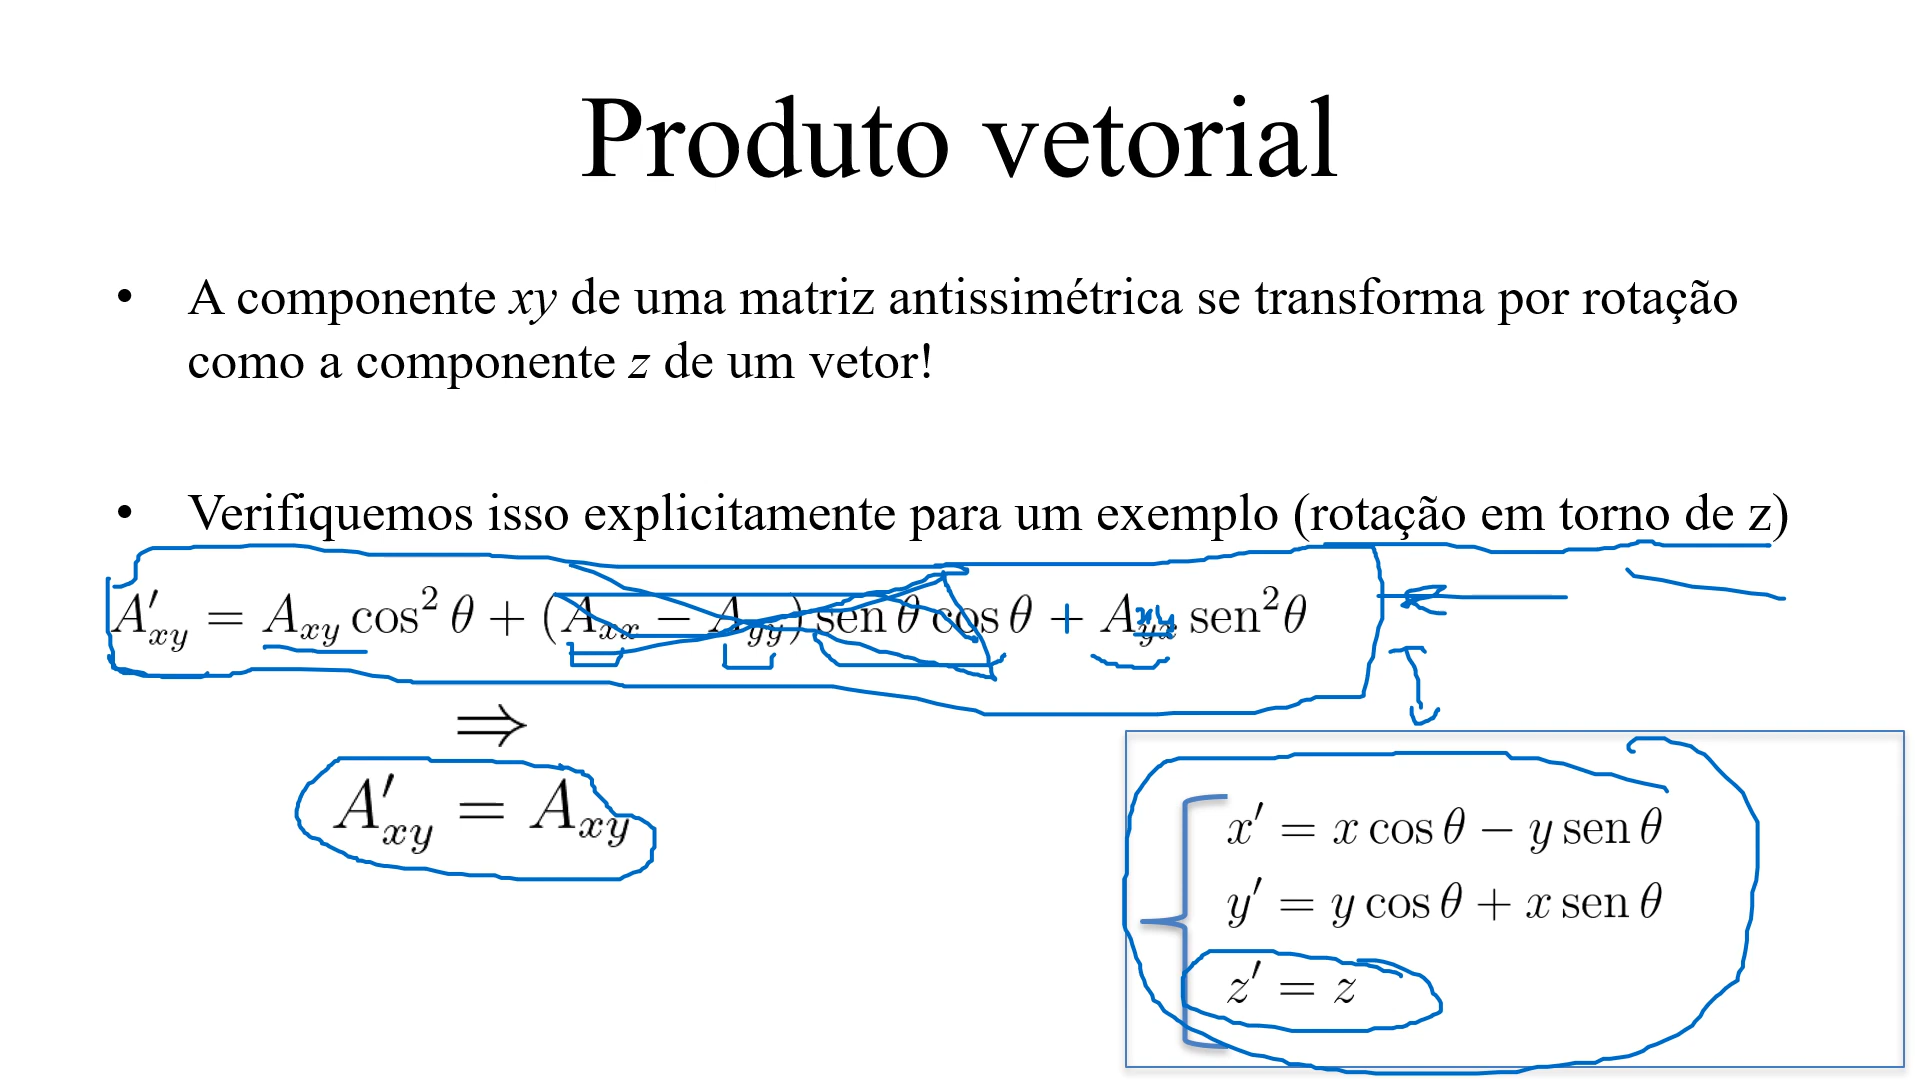 Produto vetorial
• A componente xy de uma matriz antissimétrica se transforma por rotação
como a componente z de um vetor!
• Verifiquemos isso explicitamente para um exemplo (rotação em torno de z)
A′xy = Axy cos² θ + (Axx − Ayy) sen θ cos θ + Ayx sen²θ
xy
⇒
A′xy = Axy
x′ = x cos θ − y sen θ
y′ = y cos θ + x sen θ
z′ = z